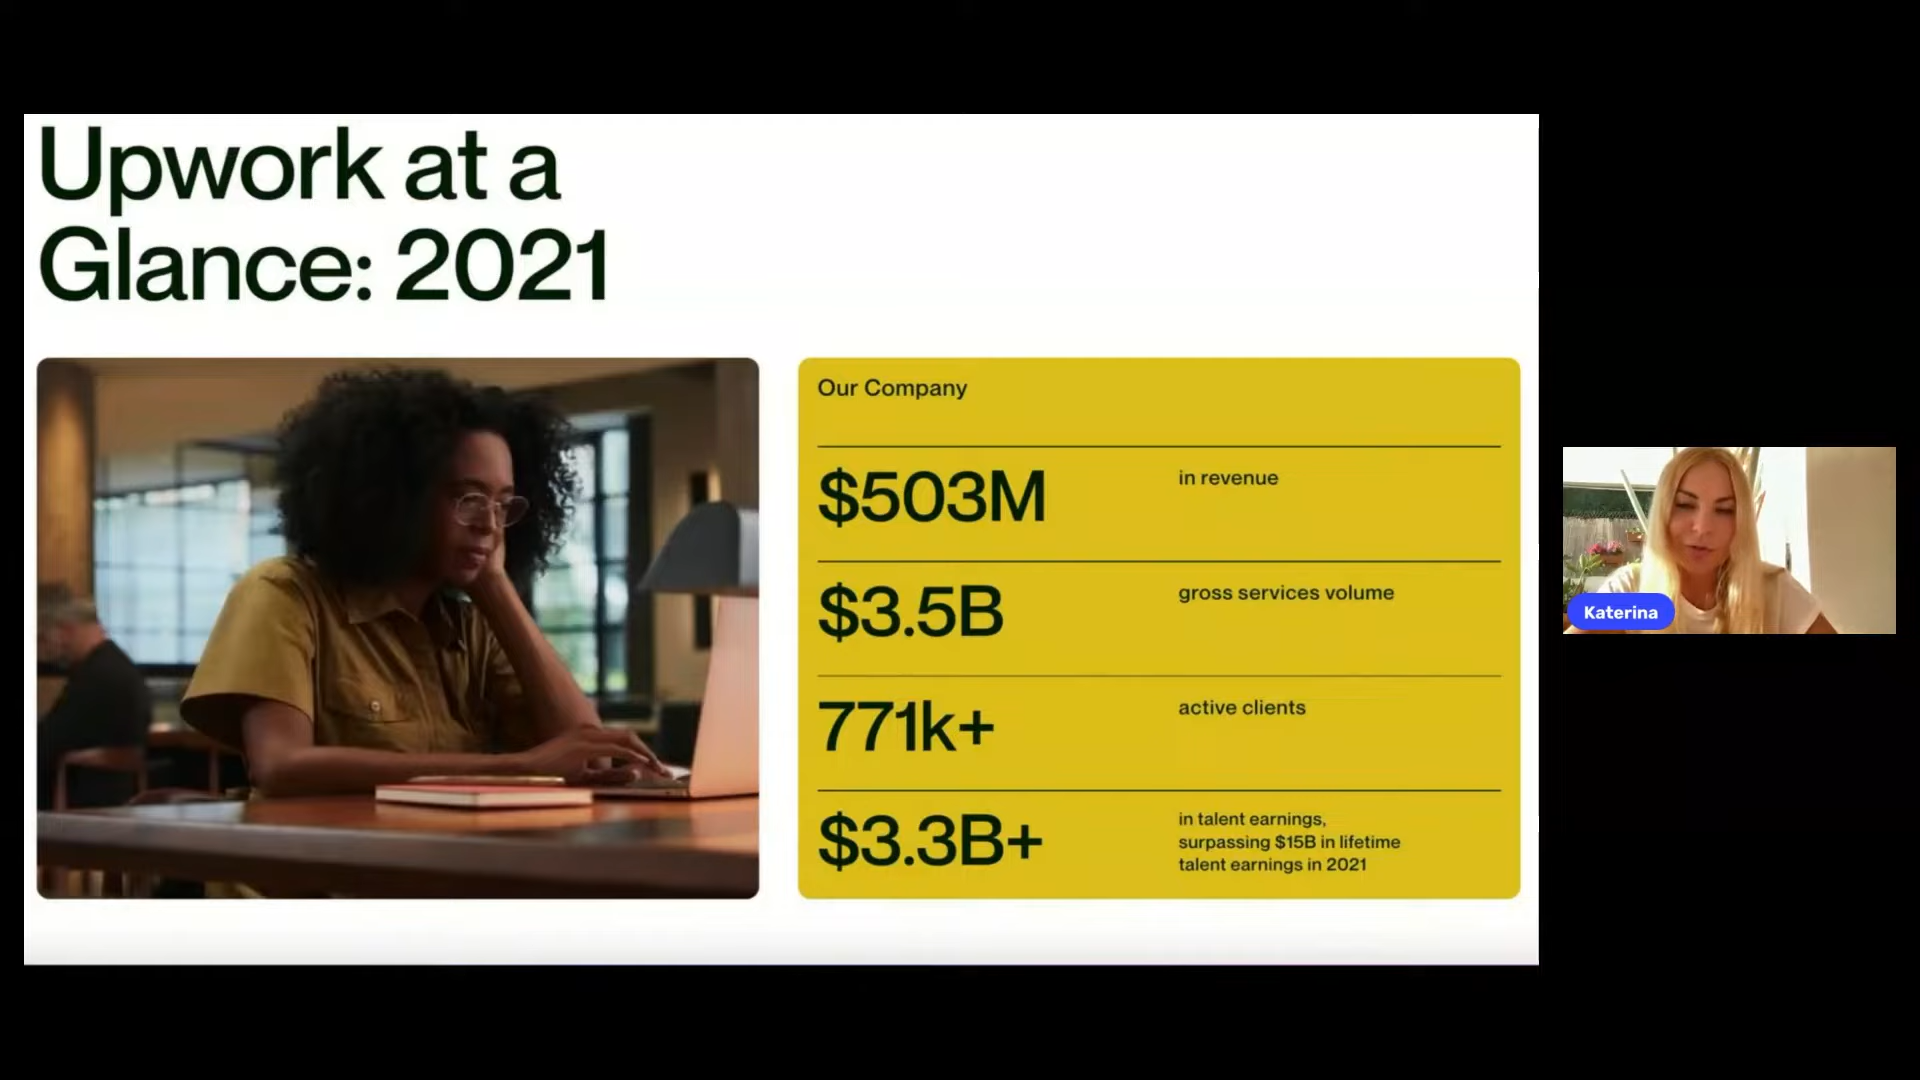 Upwork at a
Glance: 2021
Our Company
$503M
in revenue
$3.5B
gross services volume
771k+
active clients
$3.3B+
in talent earnings,
surpassing $15B in lifetime
talent earnings in 2021
Katerina